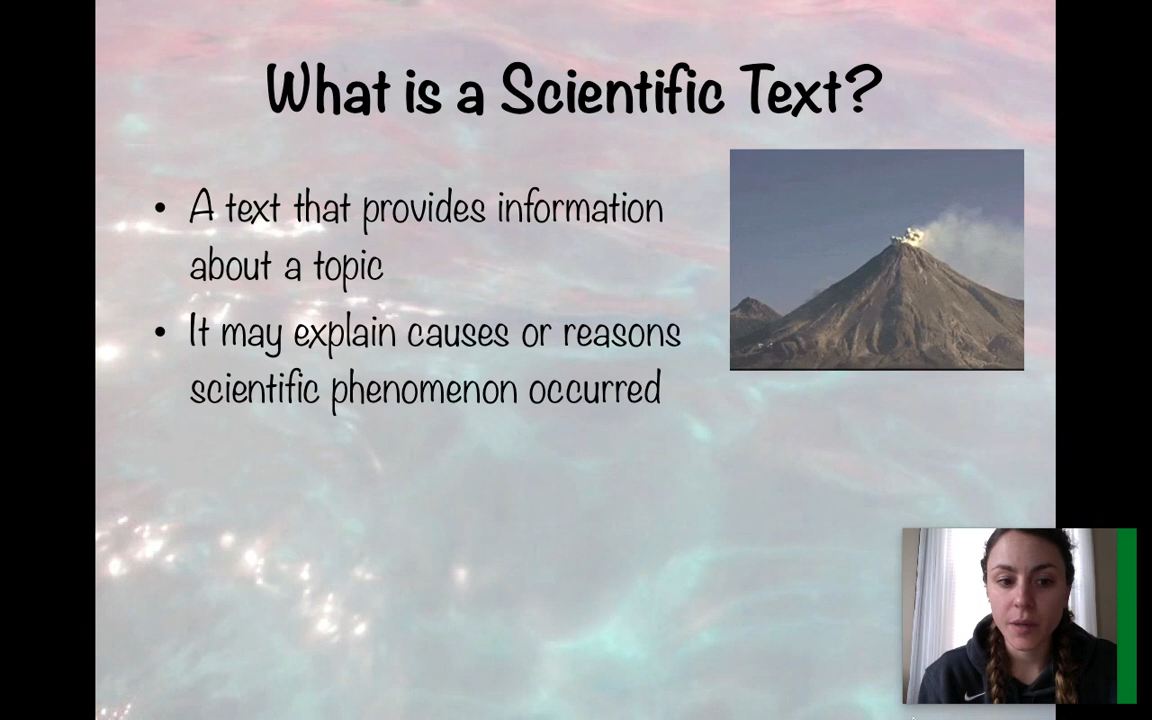 What is a Scientific Text?
• A text that provides information
about a topic
• It may explain causes or reasons
scientific phenomenon occurred